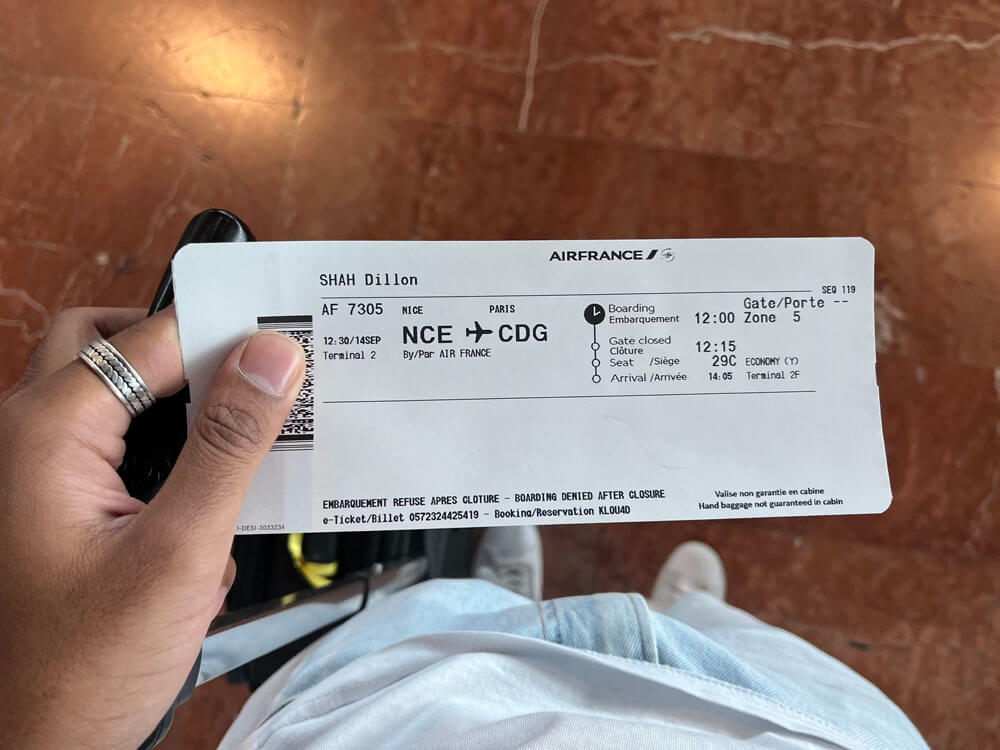 AIRFRANCE
SHAH Dillon
SEQ 119
AF 7305 NICE PARIS
NCE CDG
12:30/14SEP
Terminal 2 By/Par AIR FRANCE
Boarding Gate/Porte --
Embarquement 12:00 Zone 5
Gate closed
Clôture 12:15
Seat /Siège 29C ECONOMY (Y)
Arrival /Arrivée 14:05 Terminal 2F
EMBARQUEMENT REFUSE APRES CLOTURE - BOARDING DENIED AFTER CLOSURE
Valise non garantie en cabine
e-Ticket/Billet 0572324425419 - Booking/Reservation KLOU4D
Hand baggage not guaranteed in cabin
-DESI-3033234